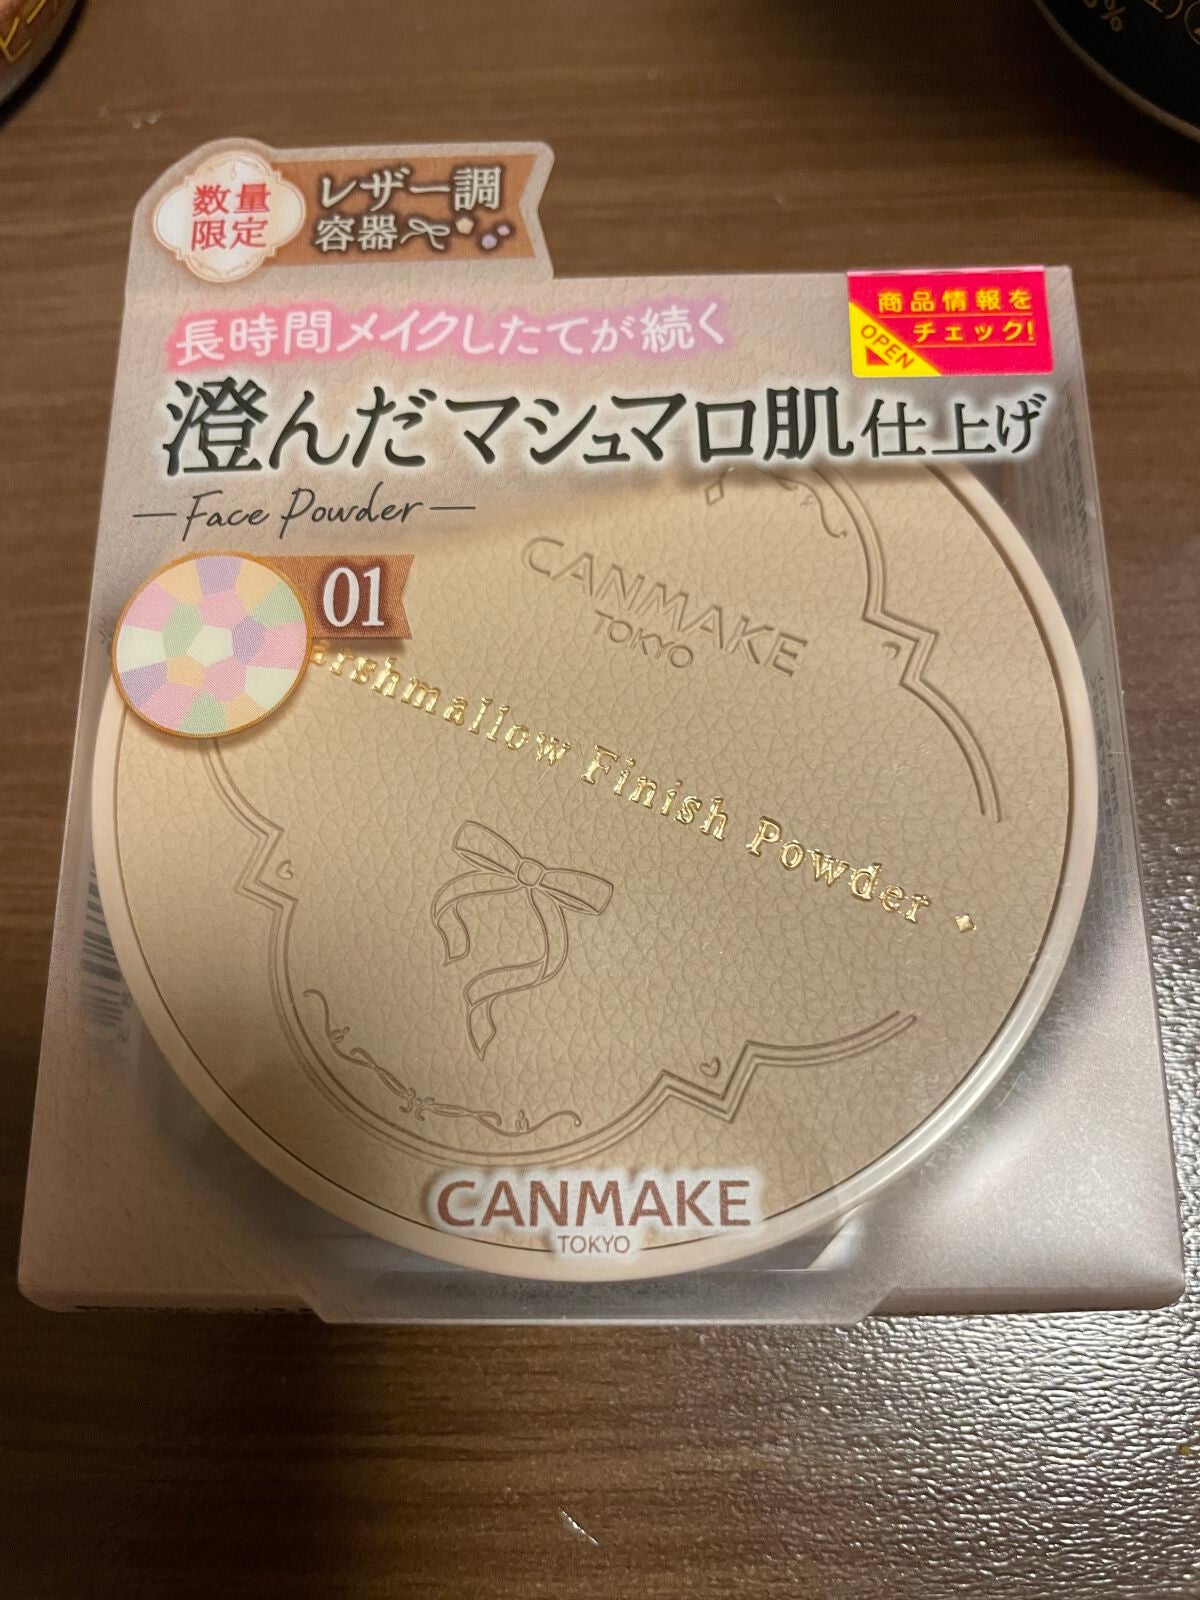 数量
限定
レザー調
容器
長時間メイクしたてが続く
商品情報を
チェック!
OPEN
澄んだマシュマロ肌仕上げ
Face Powder
01
CANMAKE
TOKYO
arshmallow Finish Powder
CANMAKE
TOKYO